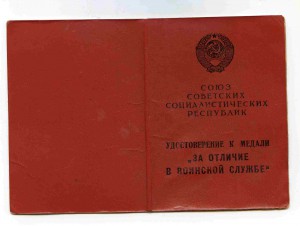 СОЮЗ
СОВЕТСКИХ
СОЦИАЛИСТИЧЕСКИХ
РЕСПУБЛИК
УДОСТОВЕРЕНИЕ К МЕДАЛИ
„ЗА ОТЛИЧИЕ
В ВОИНСКОЙ СЛУЖБЕ“